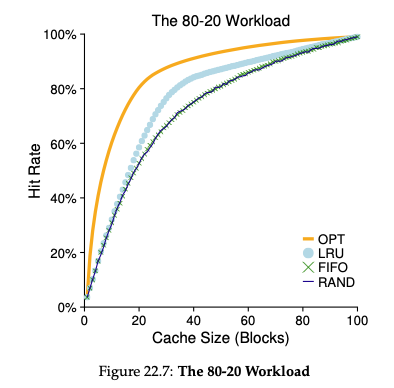 The 80-20 Workload
100%
80%
60%
40%
20%
0%
Hit Rate
0
20
40
60
80
100
Cache Size (Blocks)
OPT
LRU
FIFO
RAND
Figure 22.7: The 80-20 Workload